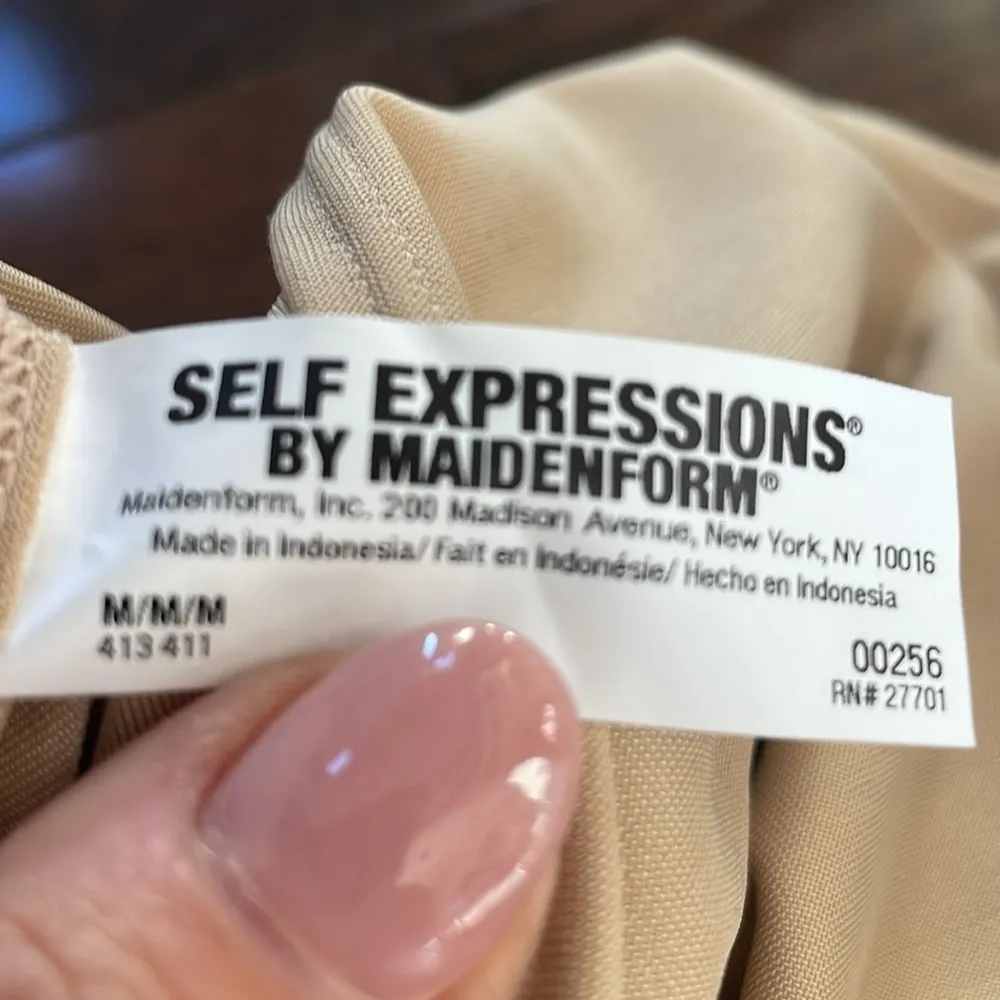 SELF EXPRESSIONS®
BY MAIDENFORM®
Maidenform, Inc. 200 Madison Avenue, New York, NY 10016
Made in Indonesia/ Fait en Indonésie/ Hecho en Indonesia
M/M/M
413 411
00256
RN# 27701